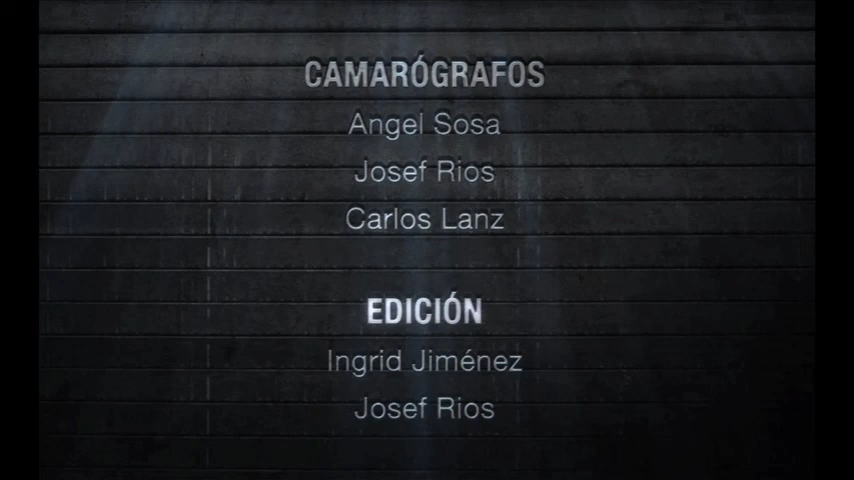 CAMARÓGRAFOS
Angel Sosa
Josef Rios
Carlos Lanz
EDICIÓN
Ingrid Jiménez
Josef Rios